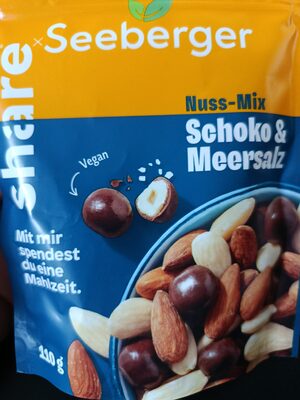 share × Seeberger
Nuss-Mix
Schoko &
Meersalz
Vegan
Mit mir
spendest
du eine
Mahlzeit.
110 g